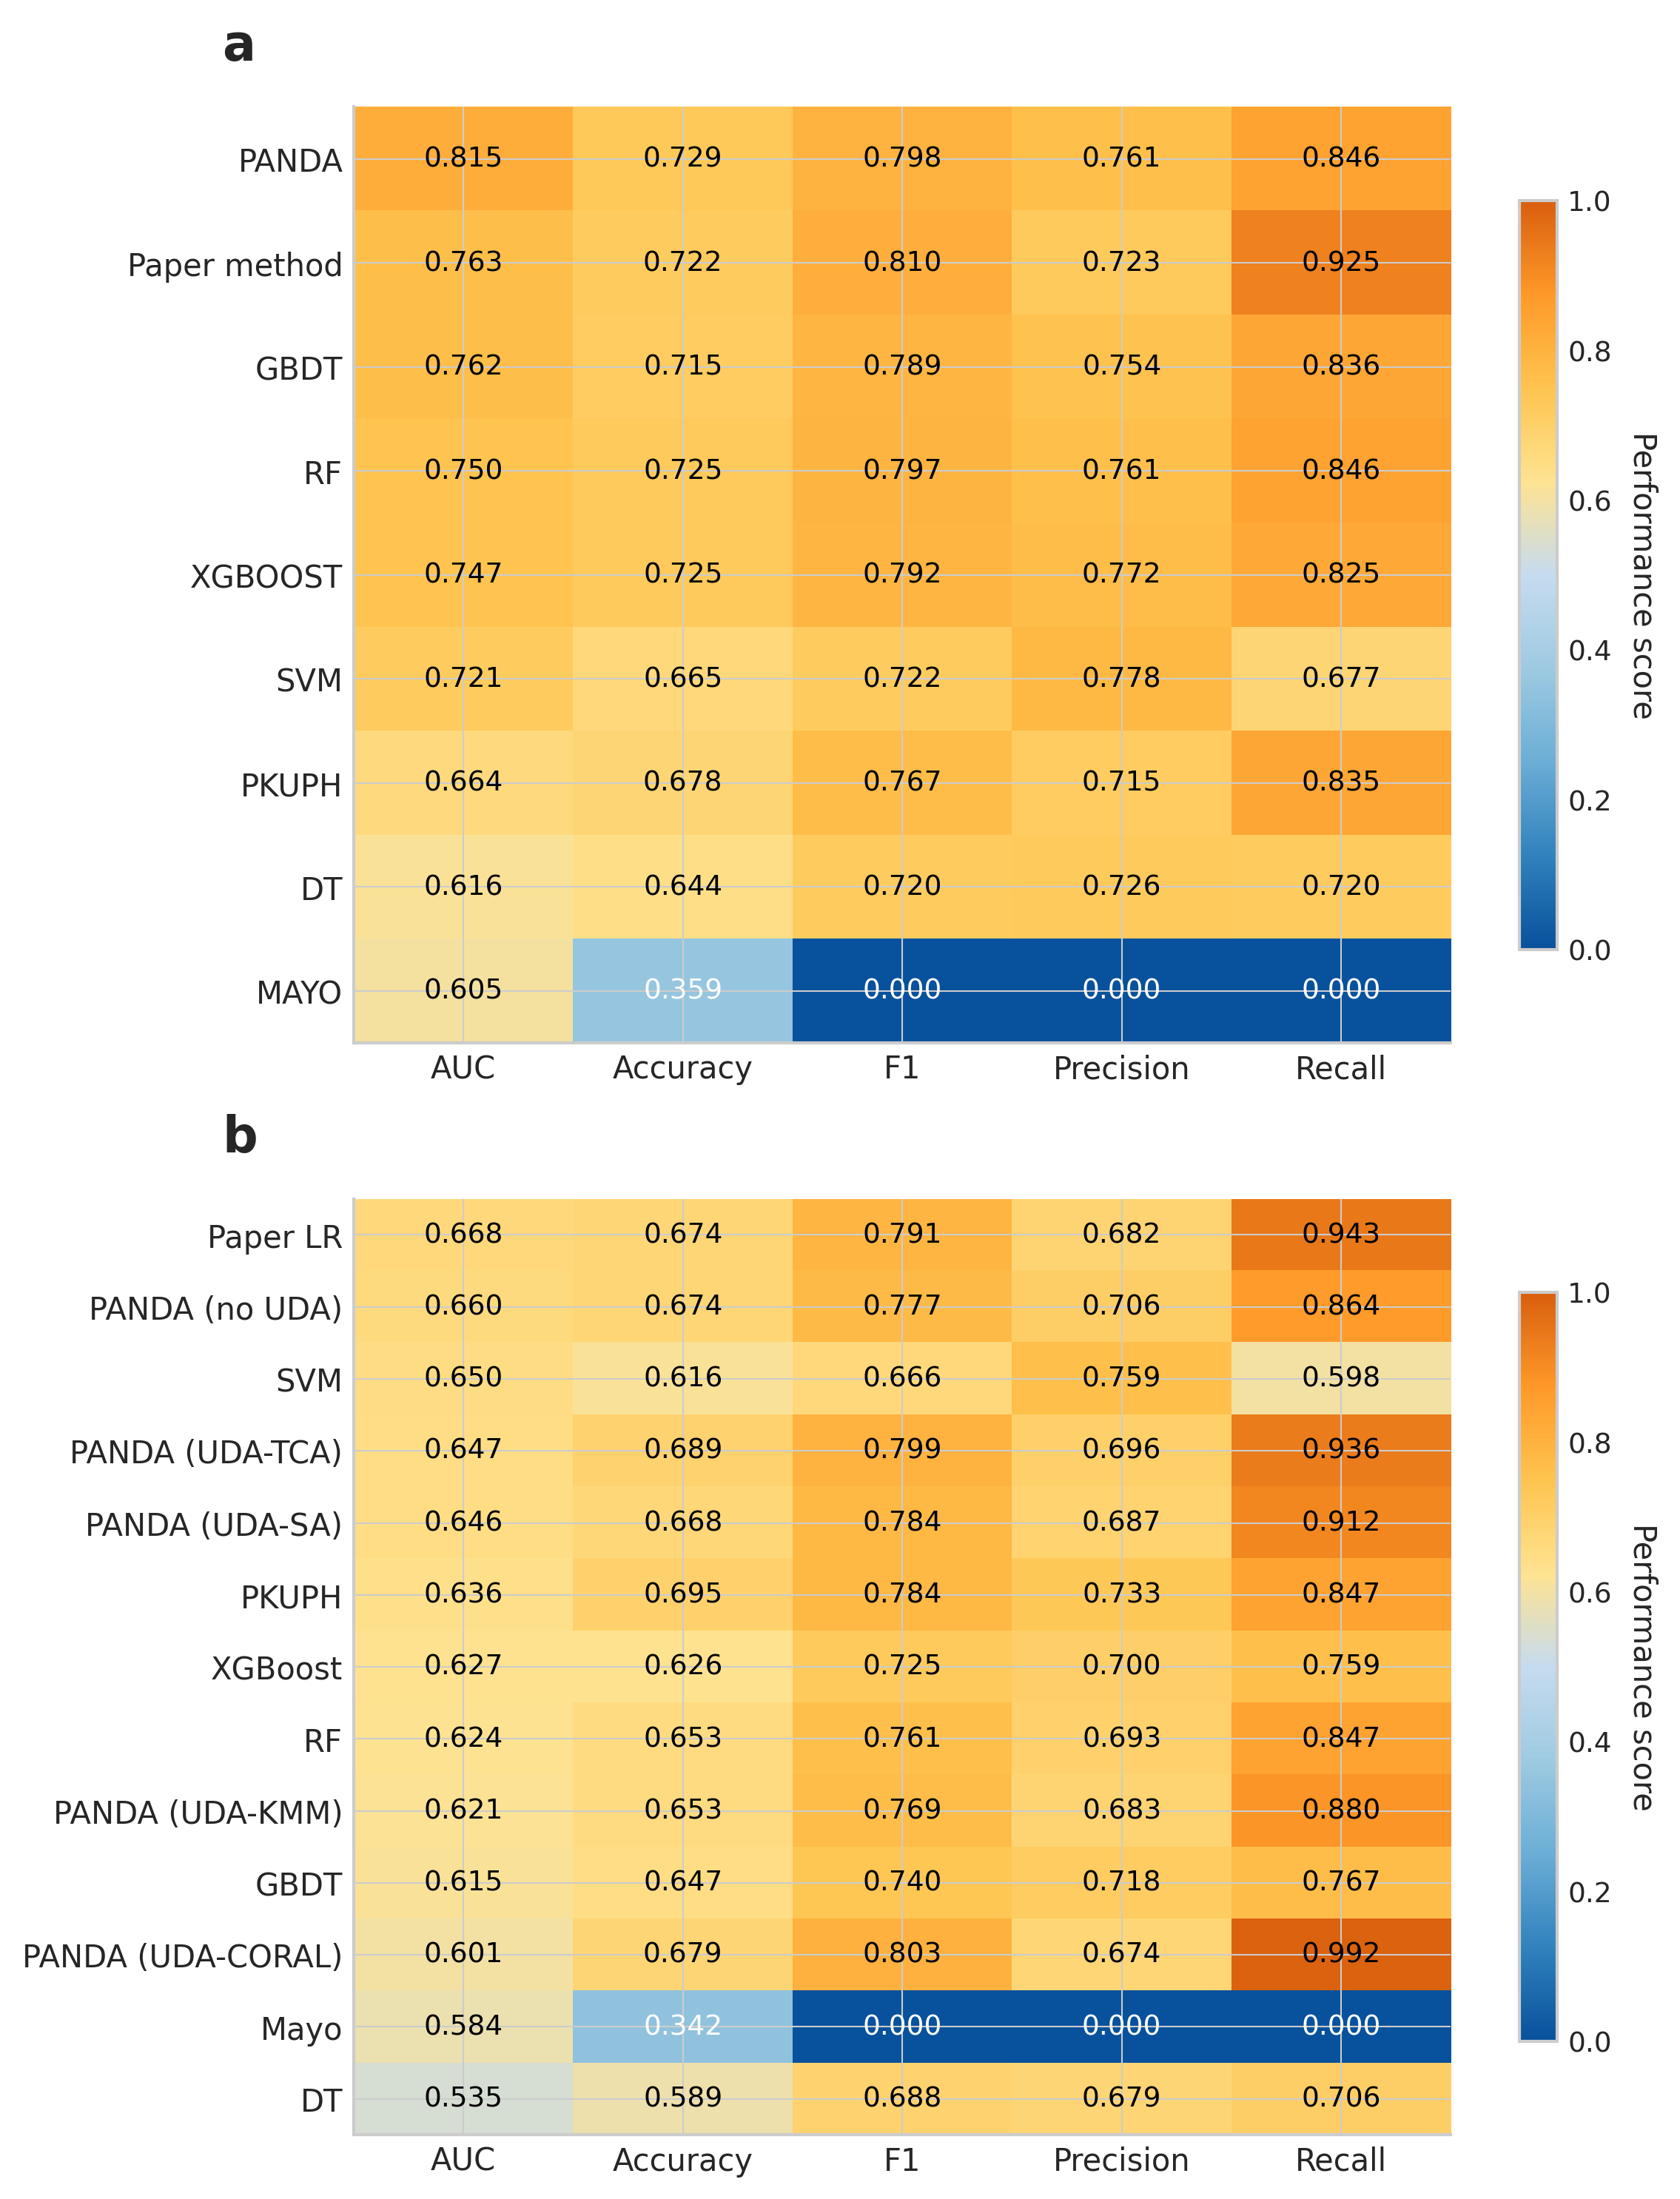 a
PANDA 0.815 0.729 0.798 0.761 0.846
Paper method 0.763 0.722 0.810 0.723 0.925
GBDT 0.762 0.715 0.789 0.754 0.836
RF 0.750 0.725 0.797 0.761 0.846
XGBOOST 0.747 0.725 0.792 0.772 0.825
SVM 0.721 0.665 0.722 0.778 0.677
PKUPH 0.664 0.678 0.767 0.715 0.835
DT 0.616 0.644 0.720 0.726 0.720
MAYO 0.605 0.359 0.000 0.000 0.000
AUC Accuracy F1 Precision Recall
1.0
0.8
0.6
0.4
0.2
0.0
Performance score
b
Paper LR 0.668 0.674 0.791 0.682 0.943
PANDA (no UDA) 0.660 0.674 0.777 0.706 0.864
SVM 0.650 0.616 0.666 0.759 0.598
PANDA (UDA-TCA) 0.647 0.689 0.799 0.696 0.936
PANDA (UDA-SA) 0.646 0.668 0.784 0.687 0.912
PKUPH 0.636 0.695 0.784 0.733 0.847
XGBoost 0.627 0.626 0.725 0.700 0.759
RF 0.624 0.653 0.761 0.693 0.847
PANDA (UDA-KMM) 0.621 0.653 0.769 0.683 0.880
GBDT 0.615 0.647 0.740 0.718 0.767
PANDA (UDA-CORAL) 0.601 0.679 0.803 0.674 0.992
Mayo 0.584 0.342 0.000 0.000 0.000
DT 0.535 0.589 0.688 0.679 0.706
AUC Accuracy F1 Precision Recall
1.0
0.8
0.6
0.4
0.2
0.0
Performance score